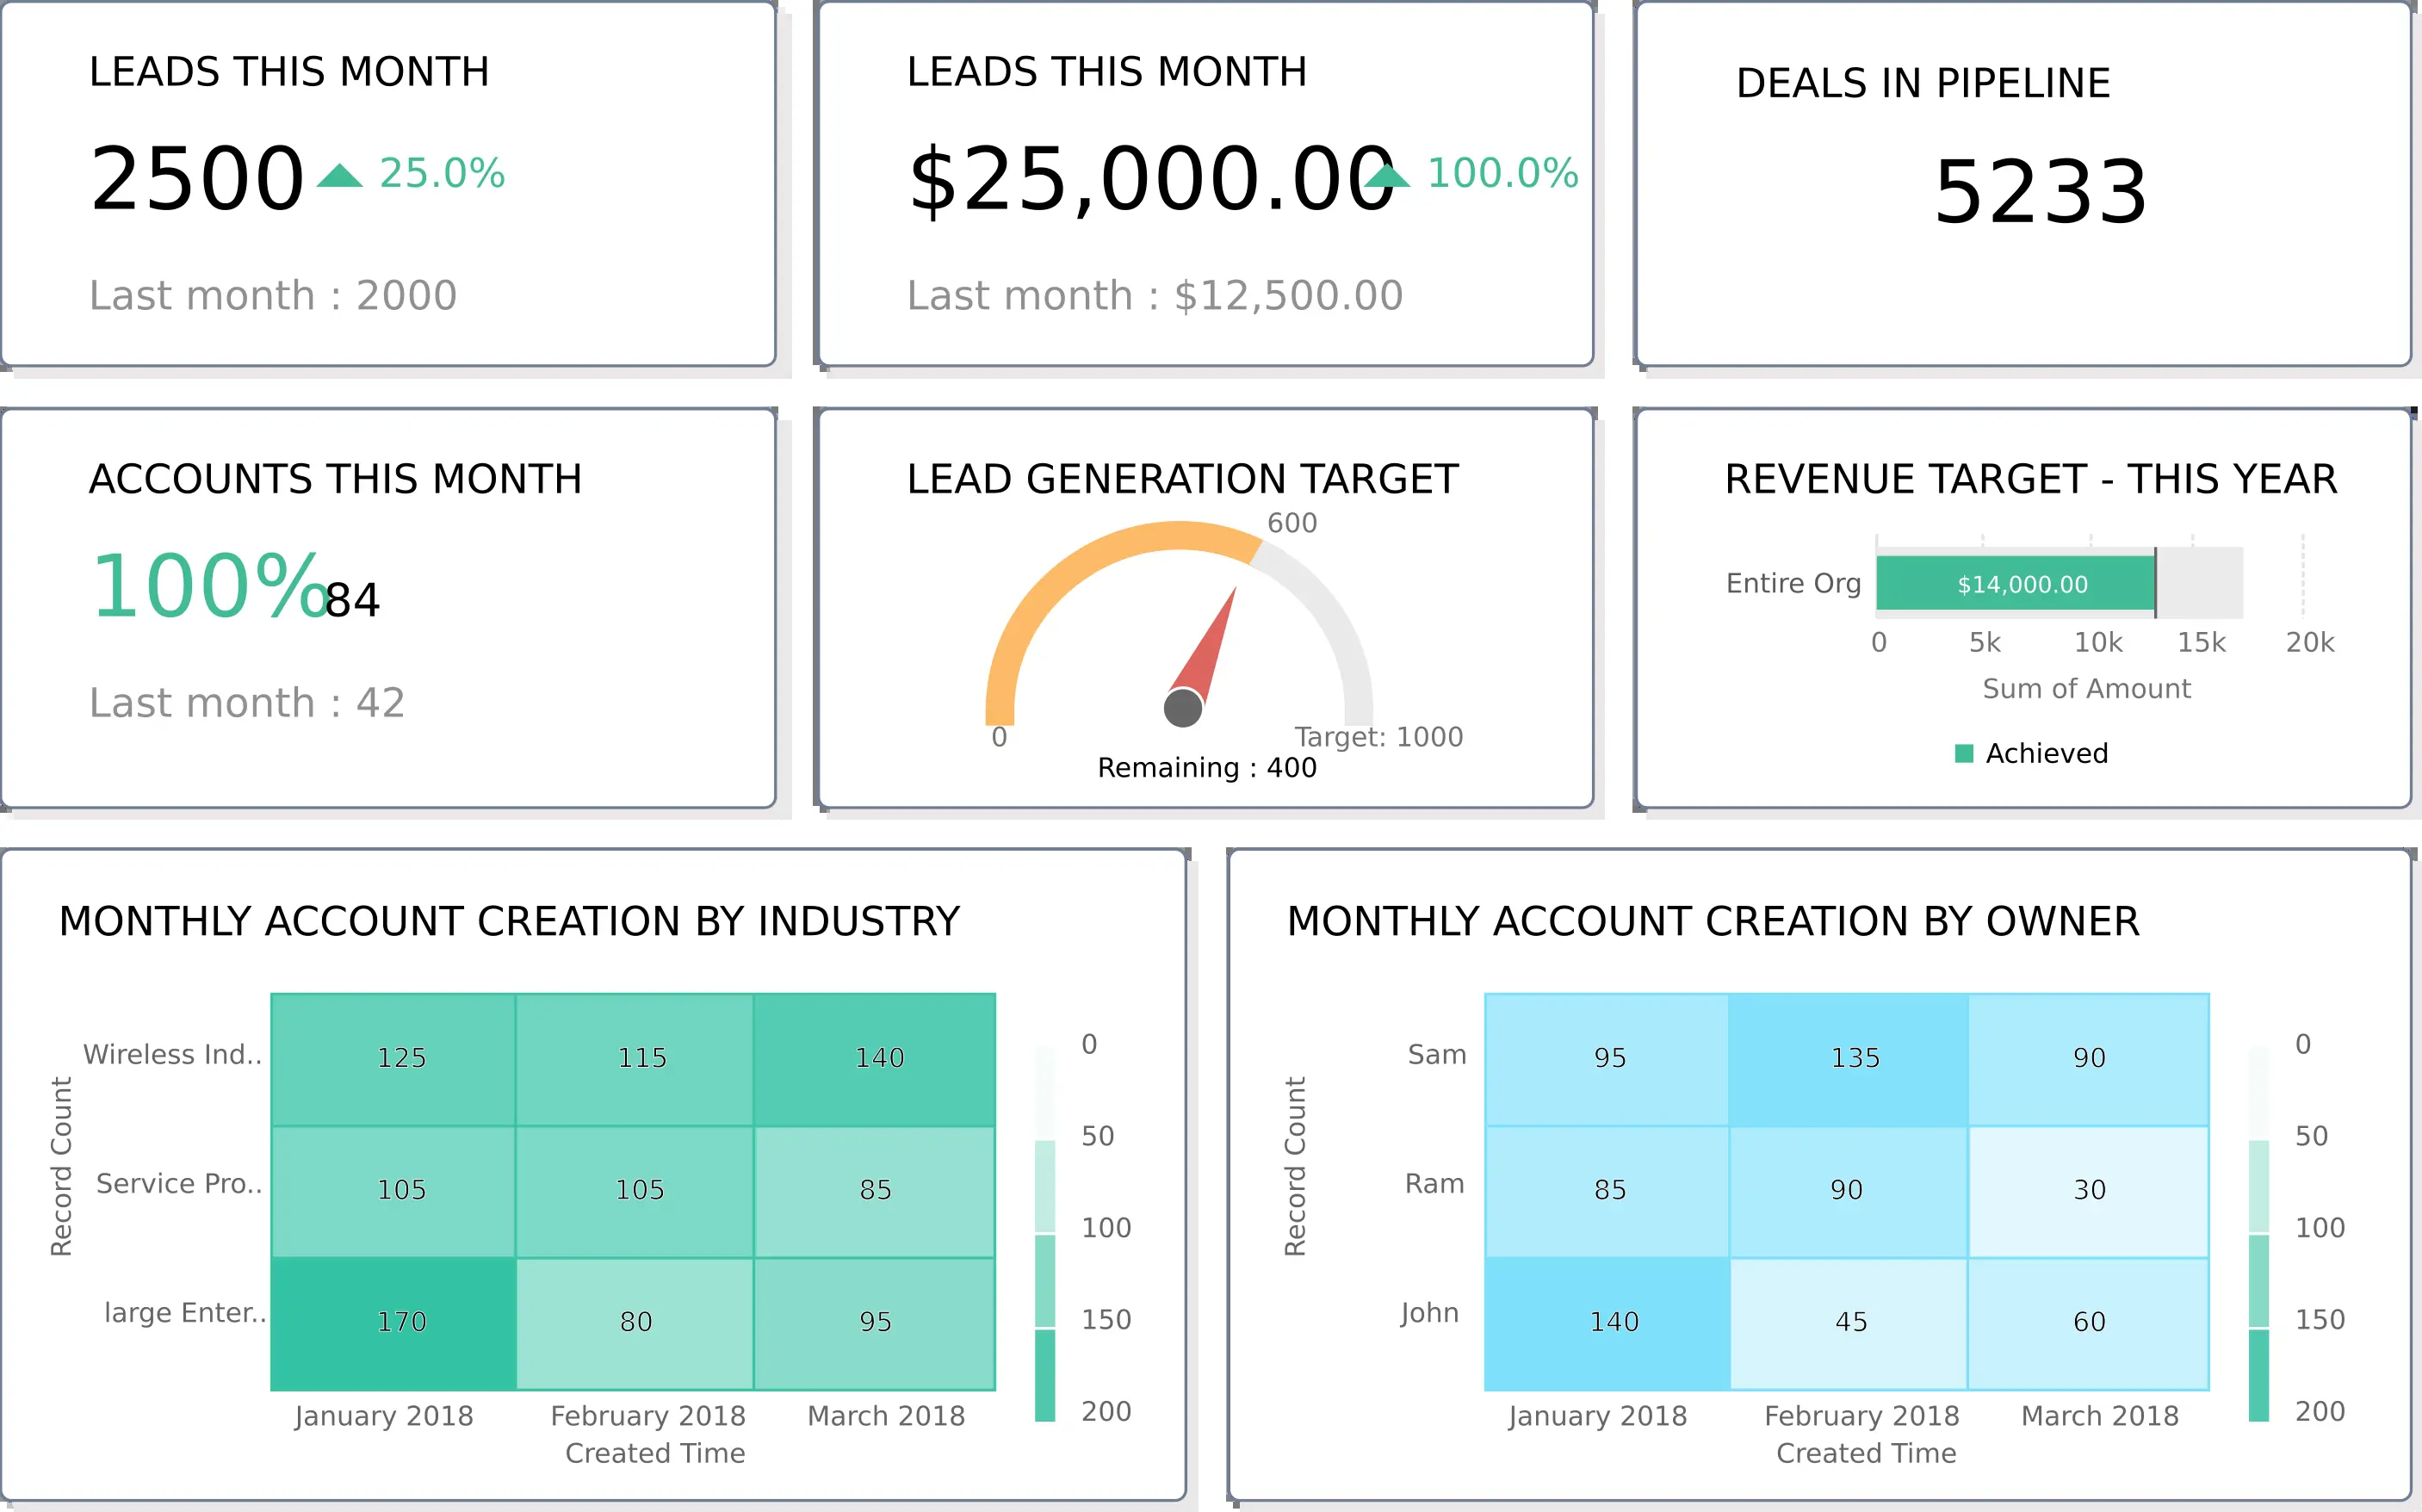 LEADS THIS MONTH
2500 25.0%
Last month : 2000
LEADS THIS MONTH
$25,000.00 100.0%
Last month : $12,500.00
DEALS IN PIPELINE
5233
ACCOUNTS THIS MONTH
100% 84
Last month : 42
LEAD GENERATION TARGET
600
0
Target: 1000
Remaining : 400
REVENUE TARGET - THIS YEAR
Entire Org $14,000.00
0 5k 10k 15k 20k
Sum of Amount
Achieved
MONTHLY ACCOUNT CREATION BY INDUSTRY
Record Count
Wireless Ind.. 125 115 140
Service Pro.. 105 105 85
large Enter.. 170 80 95
January 2018 February 2018 March 2018
Created Time
0
50
100
150
200
MONTHLY ACCOUNT CREATION BY OWNER
Record Count
Sam 95 135 90
Ram 85 90 30
John 140 45 60
January 2018 February 2018 March 2018
Created Time
0
50
100
150
200